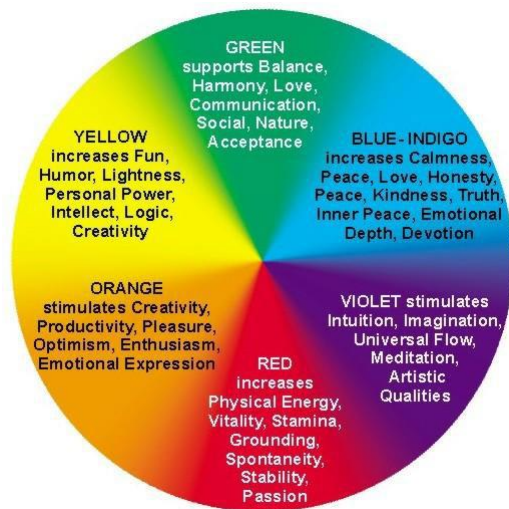 GREEN
supports Balance,
Harmony, Love,
Communication,
Social, Nature,
Acceptance
YELLOW
increases Fun,
Humor, Lightness,
Personal Power,
Intellect, Logic,
Creativity
BLUE-INDIGO
increases Calmness,
Peace, Love, Honesty,
Peace, Kindness, Truth,
Inner Peace, Emotional
Depth, Devotion
ORANGE
stimulates Creativity,
Productivity, Pleasure,
Optimism, Enthusiasm,
Emotional Expression
VIOLET stimulates
Intuition, Imagination,
Universal Flow,
Meditation,
Artistic
Qualities
RED
increases
Physical Energy,
Vitality, Stamina,
Grounding,
Spontaneity,
Stability,
Passion